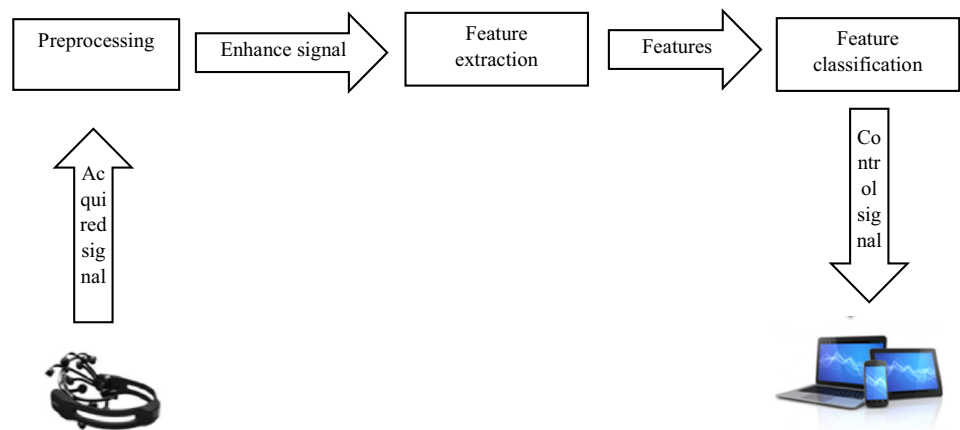 Preprocessing
Enhance signal
Feature
extraction
Features
Feature
classification
Ac
qui
red
sig
nal
Co
ntr
ol
sig
nal